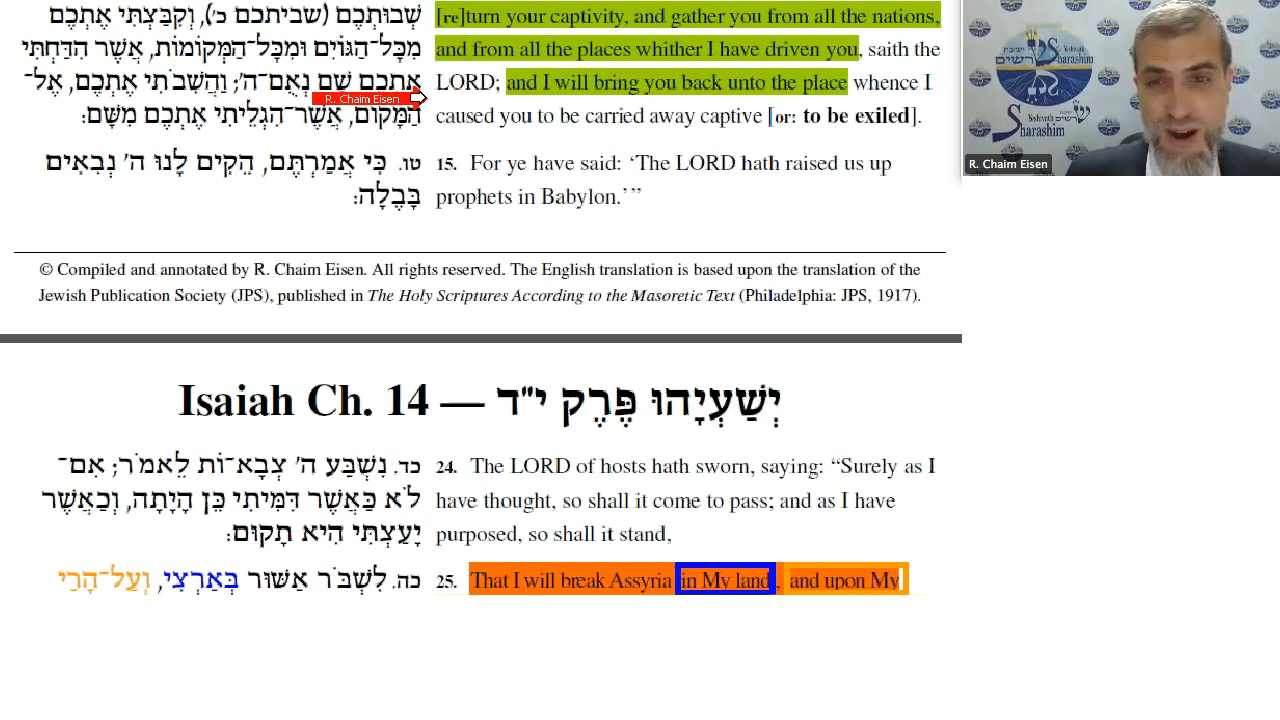 שְׁבוּתְכֶם (שביתכם כ'), וְקִבַּצְתִּי אֶתְכֶם
מִכׇּל־הַגּוֹיִם וּמִכׇּל־הַמְּקוֹמוֹת, אֲשֶׁר הִדַּחְתִּי
אֶתְכֶם שָׁם נְאֻם־ה'; וַהֲשִׁבֹתִי אֶתְכֶם, אֶל־
הַמָּקוֹם, אֲשֶׁר־הִגְלֵיתִי אֶתְכֶם מִשָּׁם:
[re]turn your captivity, and gather you from all the nations,
and from all the places whither I have driven you, saith the
LORD; and I will bring you back unto the place whence I
caused you to be carried away captive [or: to be exiled].
R. Chaim Eisen
טו. כִּי אֲמַרְתֶּם, הֵקִים לָנוּ ה' נְבִאִים
בָּבֶלָה:
15. For ye have said: ‘The LORD hath raised us up
prophets in Babylon.’”
© Compiled and annotated by R. Chaim Eisen. All rights reserved. The English translation is based upon the translation of the
Jewish Publication Society (JPS), published in The Holy Scriptures According to the Masoretic Text (Philadelphia: JPS, 1917).
Isaiah Ch. 14 — יְשַׁעְיָהוּ פֶּרֶק י"ד
כד. נִשְׁבַּע ה' צְבָא־וֹת לֵאמֹר; אִם־
לֹא כַּאֲשֶׁר דִּמִּיתִי כֵּן הָיָתָה, וְכַאֲשֶׁר
יָעַצְתִּי הִיא תָקוּם:
24. The LORD of hosts hath sworn, saying: “Surely as I
have thought, so shall it come to pass; and as I have
purposed, so shall it stand,
כה. לִשְׁבֹּר אַשּׁוּר בְּאַרְצִי, וְעַל־הָרַי
25. That I will break Assyria in My land, and upon My
ישיבת שרשים
Yeshivath Sharashim
Yeshivath Sharashim
R. Chaim Eisen